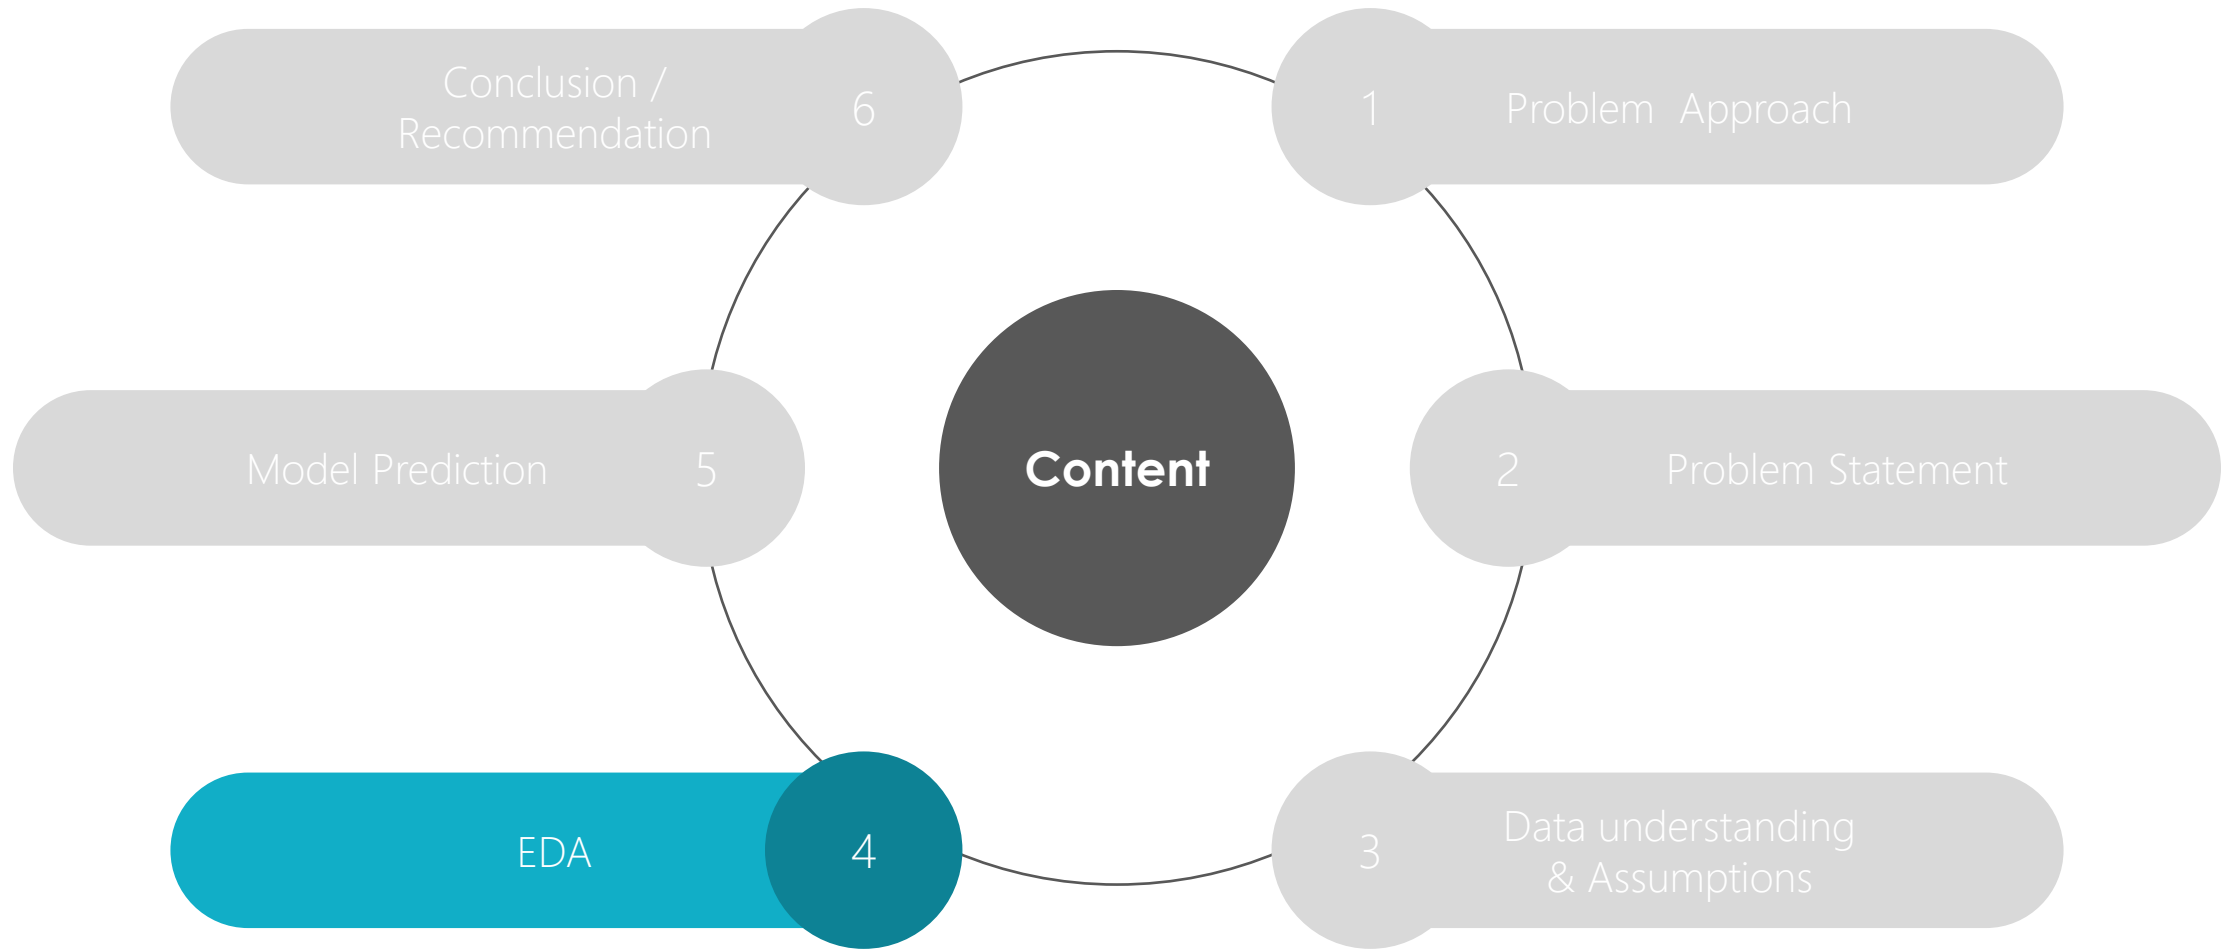 Conclusion /
Recommendation
6
1
Problem  Approach
Model Prediction
5
Content
2
Problem Statement
EDA
4
3
Data understanding
& Assumptions